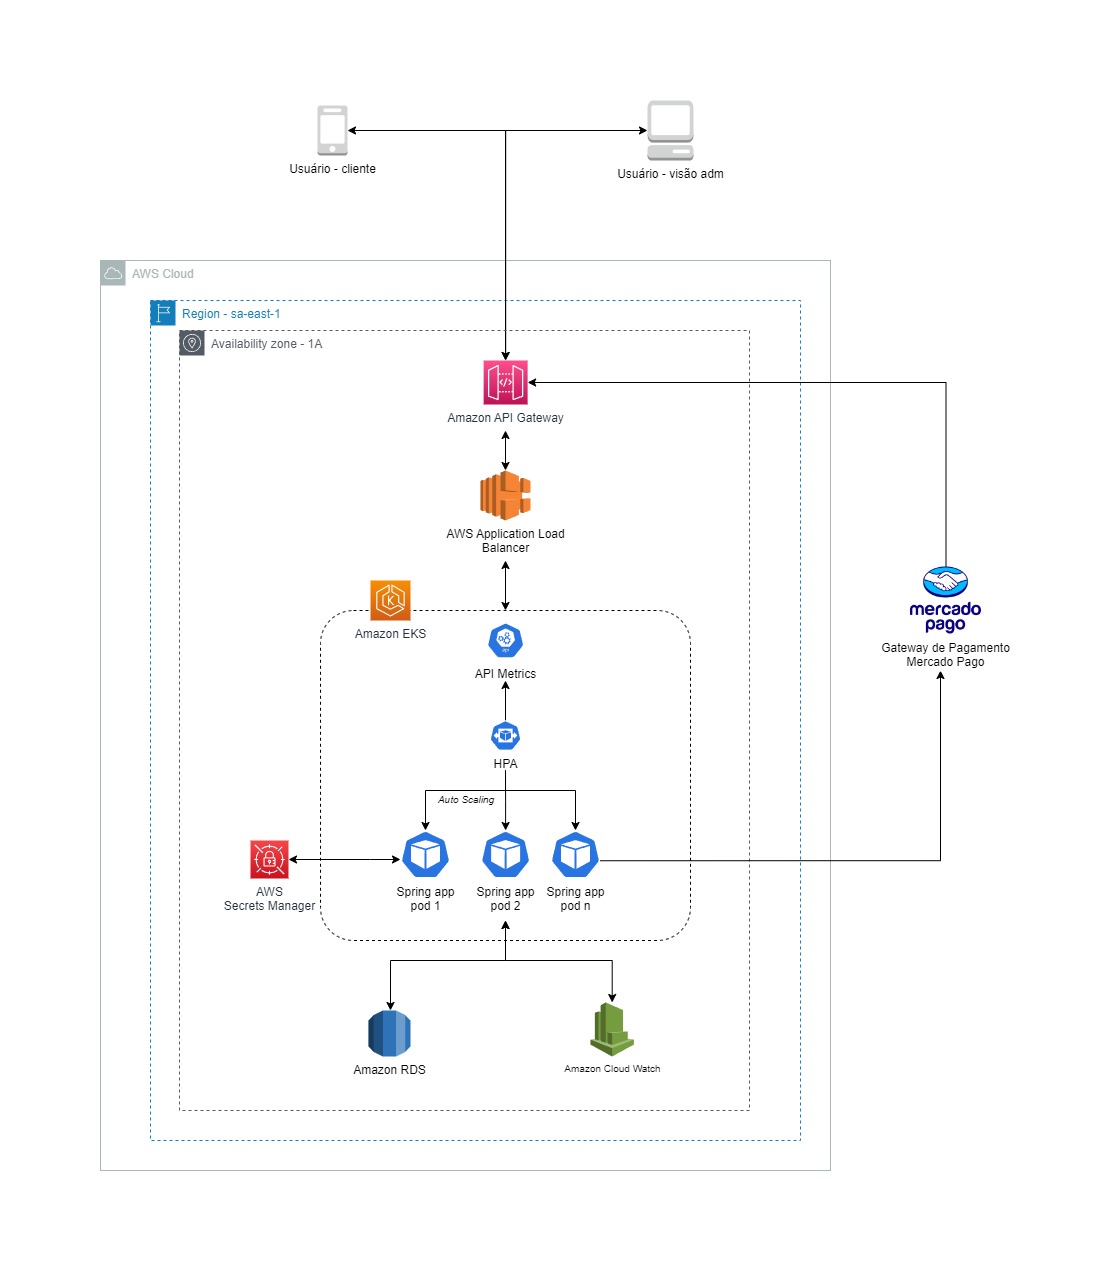 Usuário - cliente
Usuário - visão adm
AWS Cloud
Region - sa-east-1
Availability zone - 1A
Amazon API Gateway
AWS Application Load
Balancer
Amazon EKS
API Metrics
HPA
Auto Scaling
mercado
pago
Gateway de Pagamento
Mercado Pago
AWS
Secrets Manager
Spring app
pod 1
Spring app
pod 2
Spring app
pod n
Amazon RDS
Amazon Cloud Watch